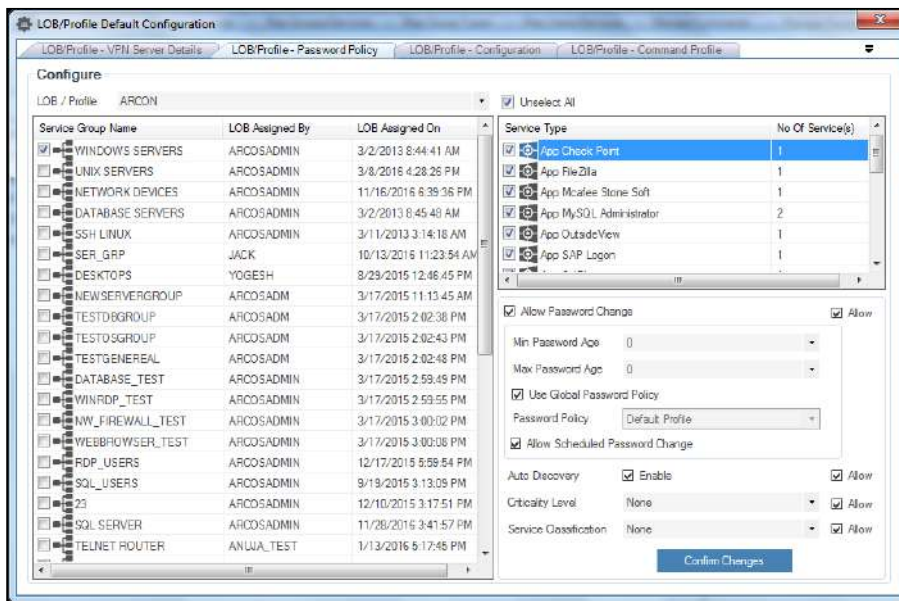 LOB/Profile Default Configuration
LOB/Profile - VPN Server Details
LOB/Profile - Password Policy
LOB/Profile - Configuration
LOB/Profile - Command Profile
Configure
LOB / Profile ARCON
Unselect All
Service Group Name LOB Assigned By LOB Assigned On
WINDOWS SERVERS ARCOSADMIN 3/2/2013 8:44:41 AM
UNIX SERVERS ARCOSADMIN 3/8/2016 4:28:26 PM
NETWORK DEVICES ARCOSADMIN 11/16/2016 6:39:36 PM
DATABASE SERVERS ARCOSADMIN 3/2/2013 8:45:48 AM
SSH LINUX ARCOSADMIN 3/11/2013 3:14:18 AM
SER_GRP JACK 10/13/2016 11:23:54 AM
DESKTOPS YOGESH 8/29/2015 12:46:45 PM
NEWSERVERGROUP ARCOSADM 3/17/2015 11:13:45 AM
TESTDBGROUP ARCOSADM 3/17/2015 2:02:38 PM
TESTOSGROUP ARCOSADM 3/17/2015 2:02:43 PM
TESTGENEREAL ARCOSADM 3/17/2015 2:02:48 PM
DATABASE_TEST ARCOSADMIN 3/17/2015 2:59:49 PM
WINRDP_TEST ARCOSADMIN 3/17/2015 2:59:55 PM
NW_FIREWALL_TEST ARCOSADMIN 3/17/2015 3:00:02 PM
WEBBROWSER_TEST ARCOSADMIN 3/17/2015 3:00:08 PM
RDP_USERS ARCOSADMIN 12/17/2015 5:59:54 PM
SQL_USERS ARCOSADMIN 9/19/2015 3:13:09 PM
23 ARCOSADMIN 12/10/2015 3:17:51 PM
SQL SERVER ARCOSADMIN 11/28/2016 3:41:57 PM
TELNET ROUTER ANUJA_TEST 1/13/2016 5:17:45 PM
Service Type No Of Service(s)
App Check Point 1
App FileZilla 1
App Mcafee Stone Soft 1
App MySQL Administrator 2
App OutsideView 1
App SAP Logon 1
Allow Password Change Allow
Min Password Age 0
Max Password Age 0
Use Global Password Policy
Password Policy Default Profile
Allow Scheduled Password Change
Auto Discovery Enable Allow
Criticality Level None Allow
Service Classification None Allow
Confirm Changes